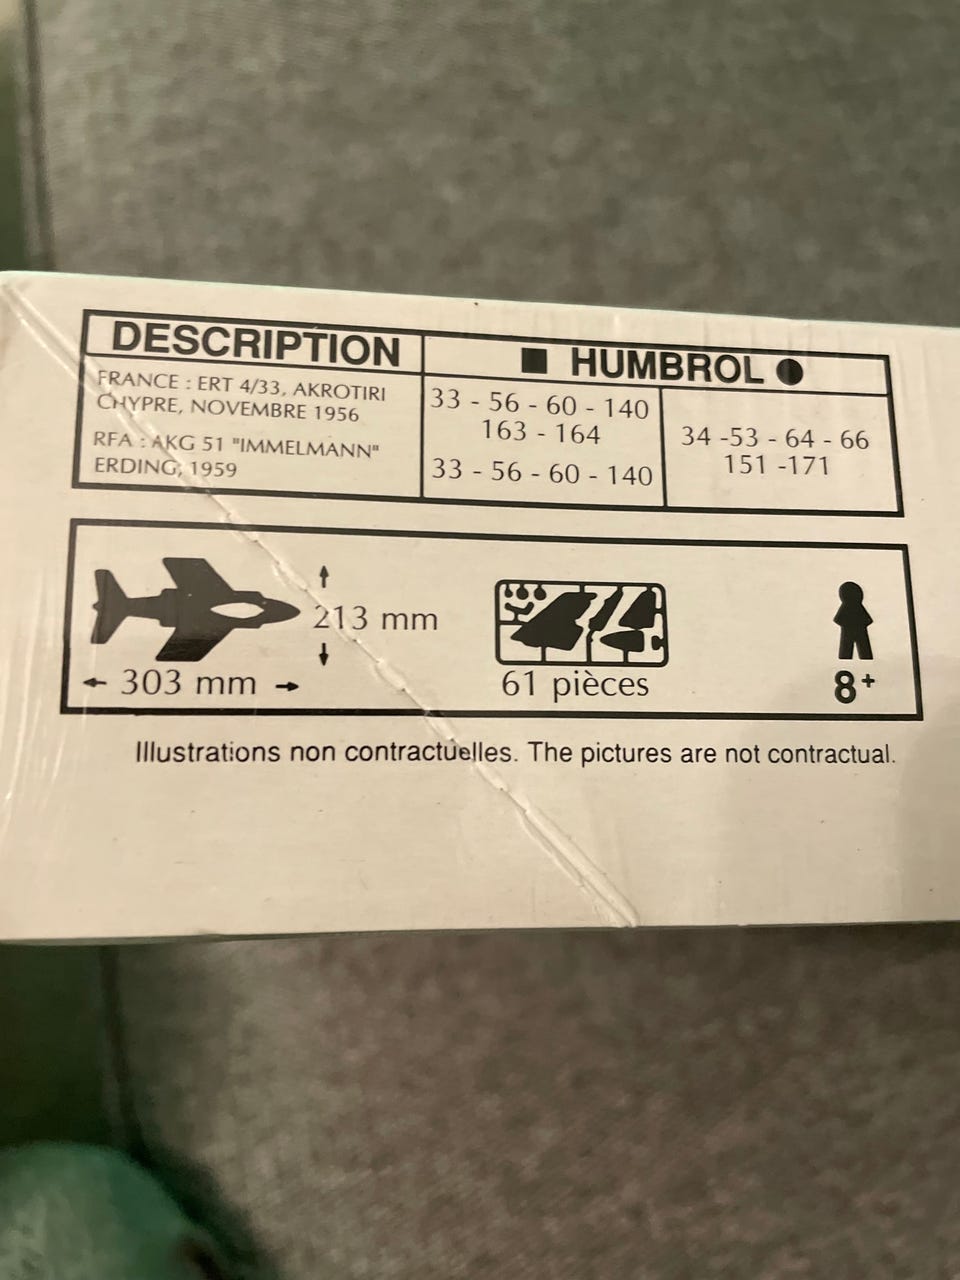 DESCRIPTION
■ HUMBROL ●
FRANCE : ERT 4/33, AKROTIRI
CHYPRE, NOVEMBRE 1956
RFA : AKG 51 "IMMELMANN"
ERDING, 1959
33 - 56 - 60 - 140
163 - 164
33 - 56 - 60 - 140
34 -53 - 64 - 66
151 -171
213 mm
303 mm
61 pièces
8+
Illustrations non contractuelles. The pictures are not contractual.